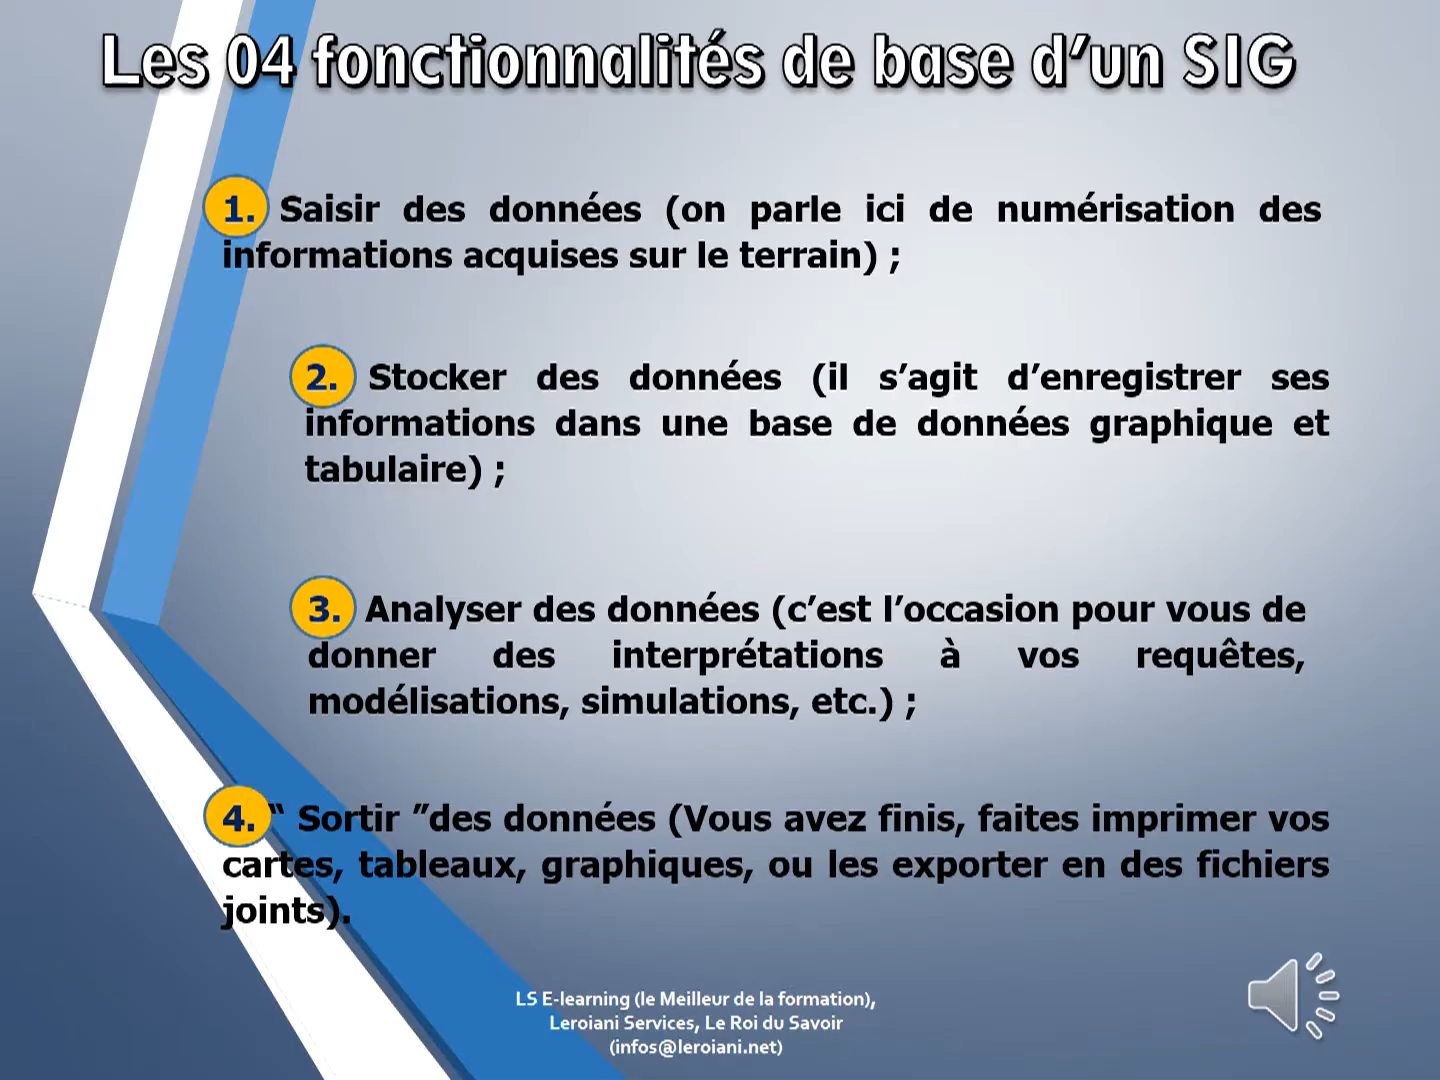 Les 04 fonctionnalités de base d’un SIG
1. Saisir des données (on parle ici de numérisation des
informations acquises sur le terrain) ;
2. Stocker des données (il s’agit d’enregistrer ses
informations dans une base de données graphique et
tabulaire) ;
3. Analyser des données (c’est l’occasion pour vous de
donner des interprétations à vos requêtes,
modélisations, simulations, etc.) ;
4. “ Sortir ”des données (Vous avez finis, faites imprimer vos
cartes, tableaux, graphiques, ou les exporter en des fichiers
joints).
LS E-learning (le Meilleur de la formation),
Leroiani Services, Le Roi du Savoir
(infos@leroiani.net)